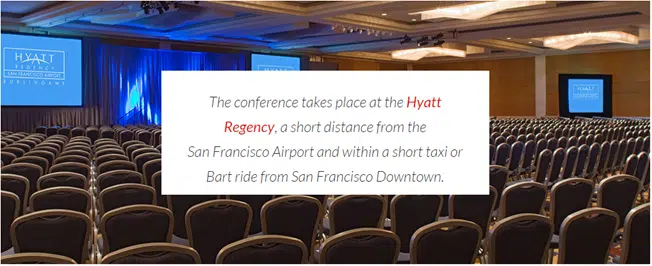 HYATT
REGENCY
SAN FRANCISCO AIRPORT
BURLINGAME
HYATT
The conference takes place at the Hyatt
Regency, a short distance from the
San Francisco Airport and within a short taxi or
Bart ride from San Francisco Downtown.